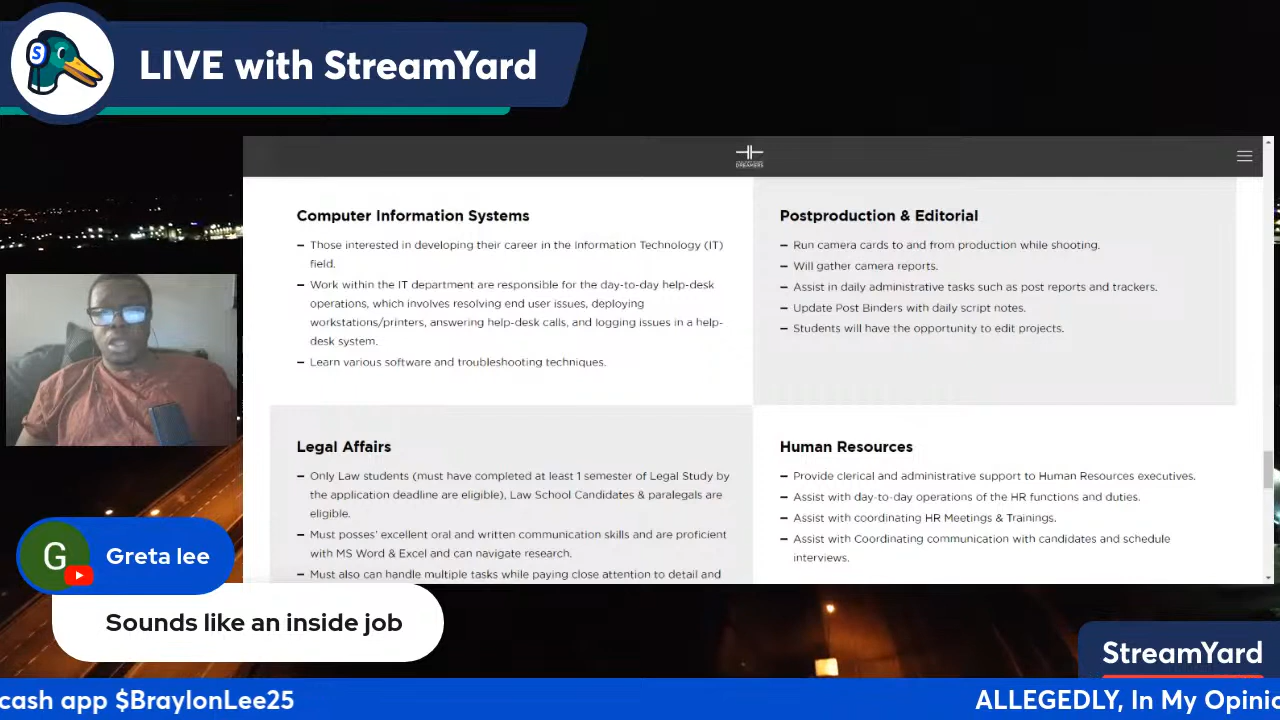 LIVE with StreamYard
S
DREAMERS
Computer Information Systems
– Those interested in developing their career in the Information Technology (IT)
field.
– Work within the IT department are responsible for the day-to-day help-desk
operations, which involves resolving end user issues, deploying
workstations/printers, answering help-desk calls, and logging issues in a help-
desk system.
– Learn various software and troubleshooting techniques.
Postproduction & Editorial
– Run camera cards to and from production while shooting.
– Will gather camera reports.
– Assist in daily administrative tasks such as post reports and trackers.
– Update Post Binders with daily script notes.
– Students will have the opportunity to edit projects.
Legal Affairs
– Only Law students (must have completed at least 1 semester of Legal Study by
the application deadline are eligible), Law School Candidates & paralegals are
eligible.
– Must posses’ excellent oral and written communication skills and are proficient
with MS Word & Excel and can navigate research.
– Must also can handle multiple tasks while paying close attention to detail and
Human Resources
– Provide clerical and administrative support to Human Resources executives.
– Assist with day-to-day operations of the HR functions and duties.
– Assist with coordinating HR Meetings & Trainings.
– Assist with Coordinating communication with candidates and schedule
interviews.
G
Greta lee
Sounds like an inside job
StreamYard
cash app $BraylonLee25
ALLEGEDLY, In My Opinio